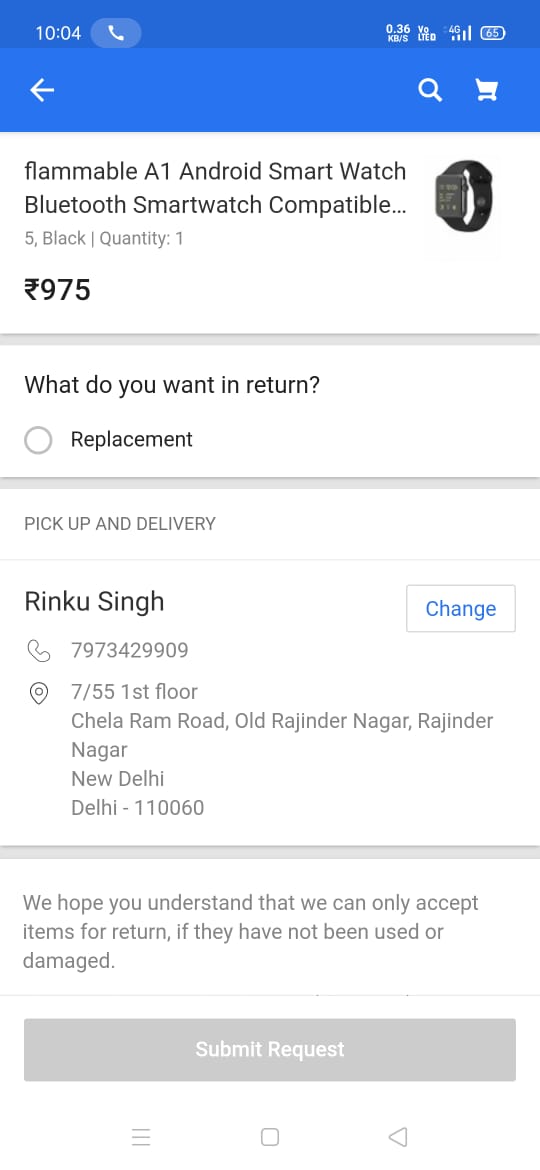 10:04
0.36 KB/S Vo LTED 4G 65
flammable A1 Android Smart Watch
Bluetooth Smartwatch Compatible...
5, Black | Quantity: 1
₹975
What do you want in return?
Replacement
PICK UP AND DELIVERY
Rinku Singh
Change
7973429909
7/55 1st floor
Chela Ram Road, Old Rajinder Nagar, Rajinder
Nagar
New Delhi
Delhi - 110060
We hope you understand that we can only accept
items for return, if they have not been used or
damaged.
Submit Request